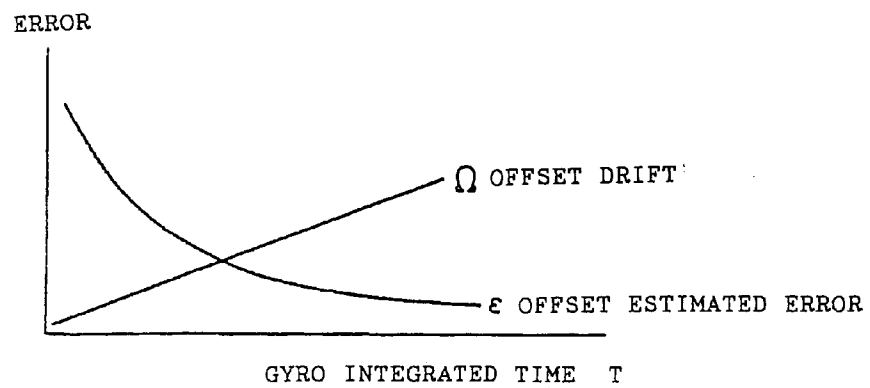 ERROR
Ω OFFSET DRIFT
ε OFFSET ESTIMATED ERROR
GYRO INTEGRATED TIME T